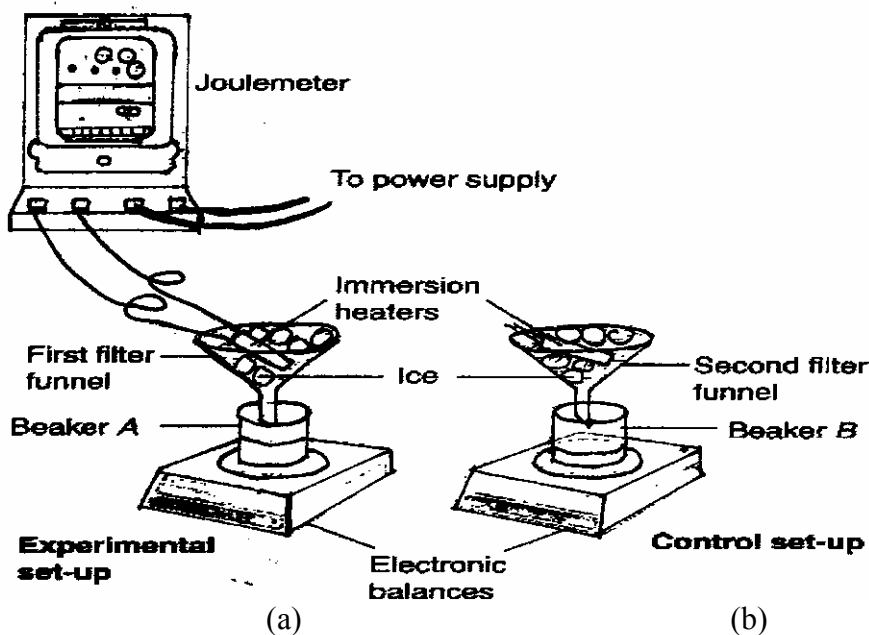 Joulemeter
To power supply
Immersion
heaters
First filter
funnel
Ice
Second filter
funnel
Beaker A
Beaker B
Experimental
set-up
Electronic
balances
Control set-up
(a)
(b)